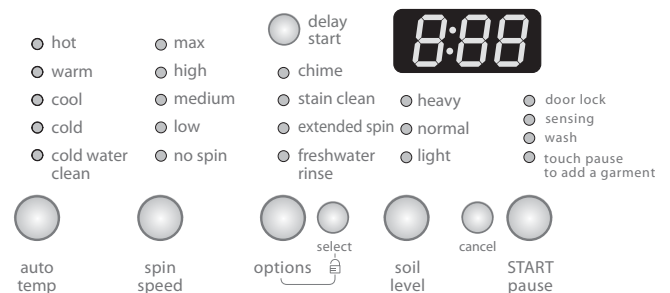 delay
start
8:88
hot
warm
cool
cold
cold water
clean
max
high
medium
low
no spin
chime
stain clean
extended spin
freshwater
rinse
heavy
normal
light
door lock
sensing
wash
touch pause
to add a garment
auto
temp
spin
speed
options
select
soil
level
cancel
START
pause